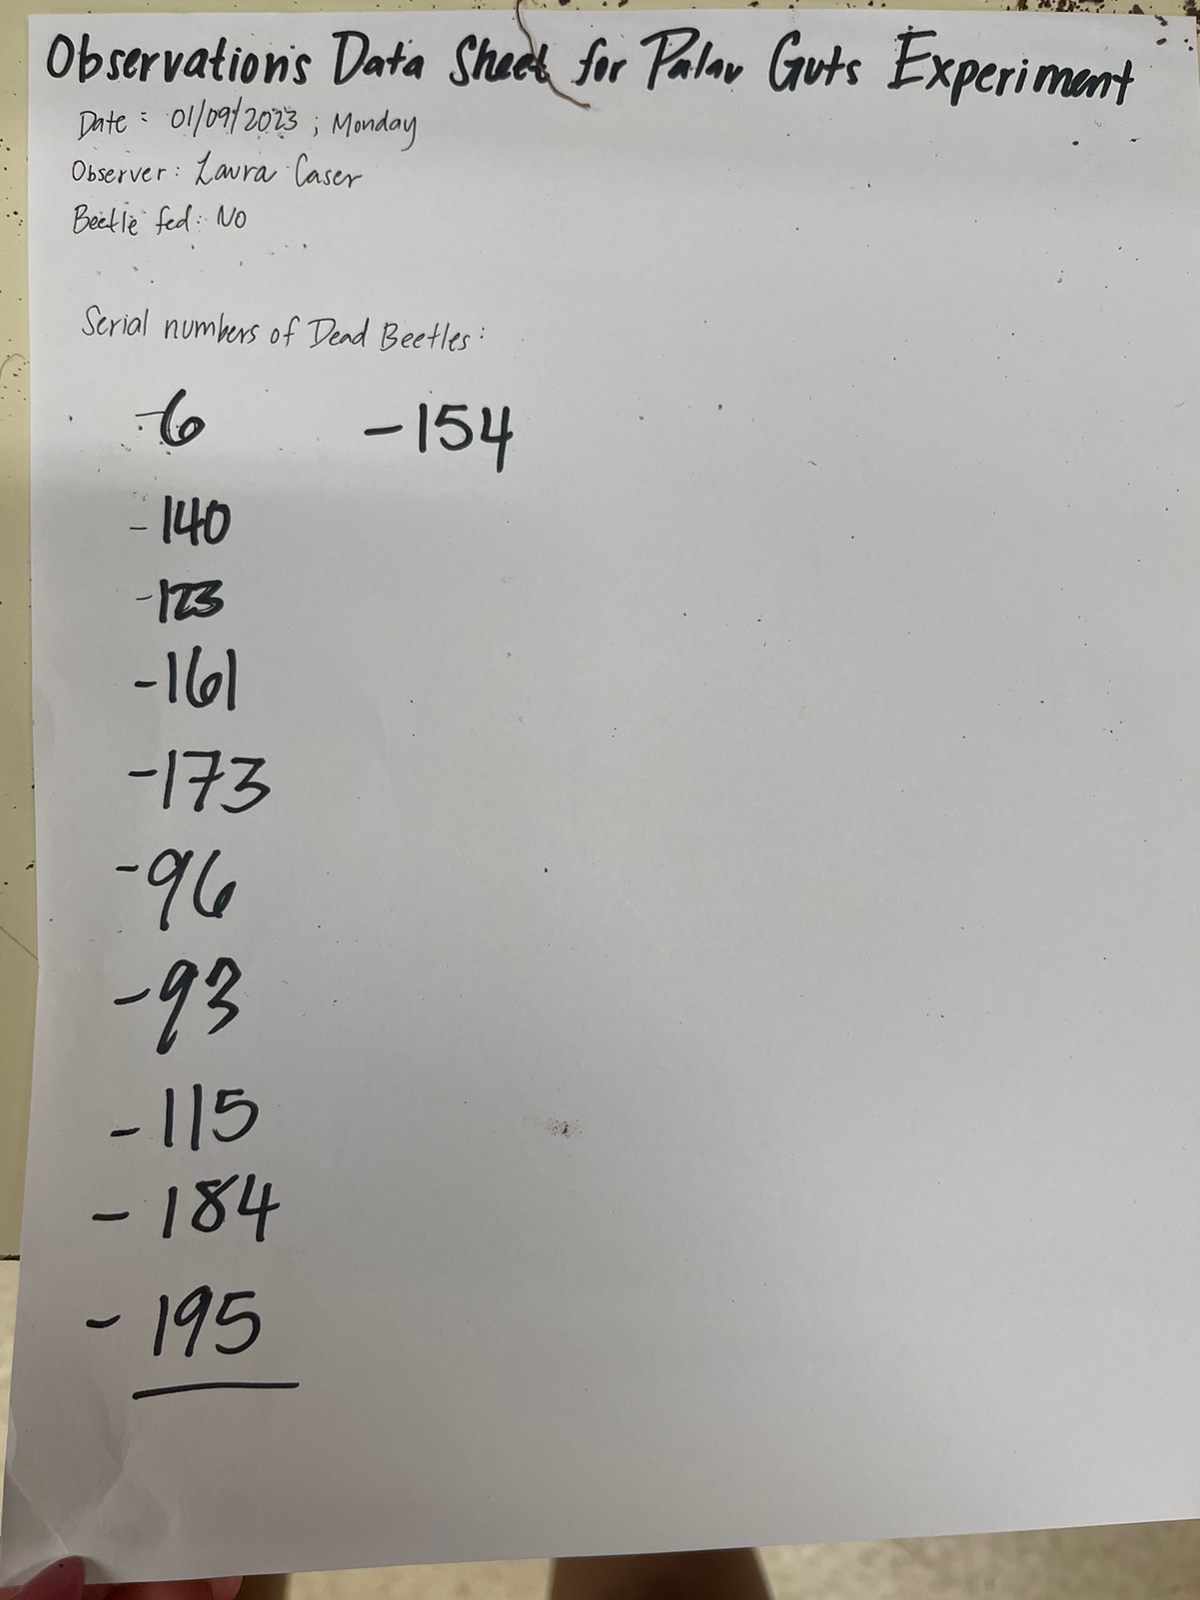 Observations Data Sheet for Palau Guts Experiment
Date: 01/09/2023; Monday
Observer: Laura Caser
Beetle fed: No
Serial numbers of Dead Beetles:
-6
-140
-123
-161
-173
-96
-93
-115
-184
-195
-154